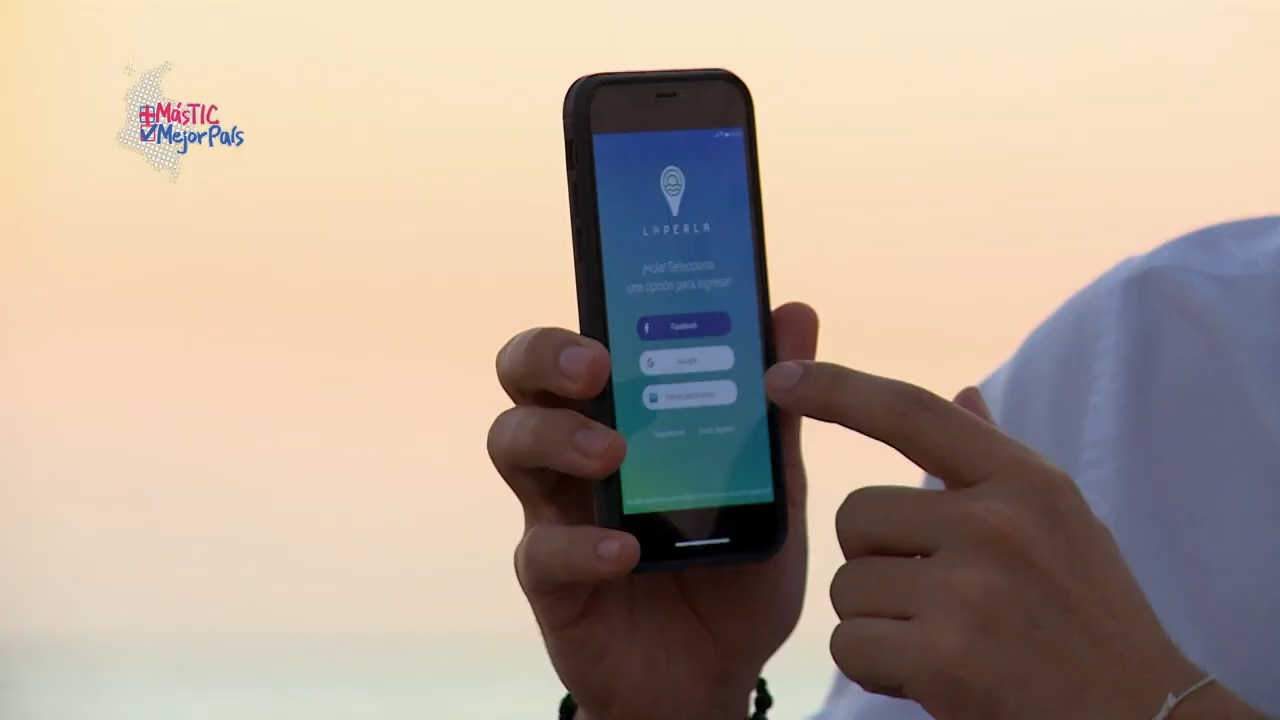 +MásTIC
MejorPaís
LAPERLA
¡Hola! Selecciona
una opción para ingresar
Facebook
Google